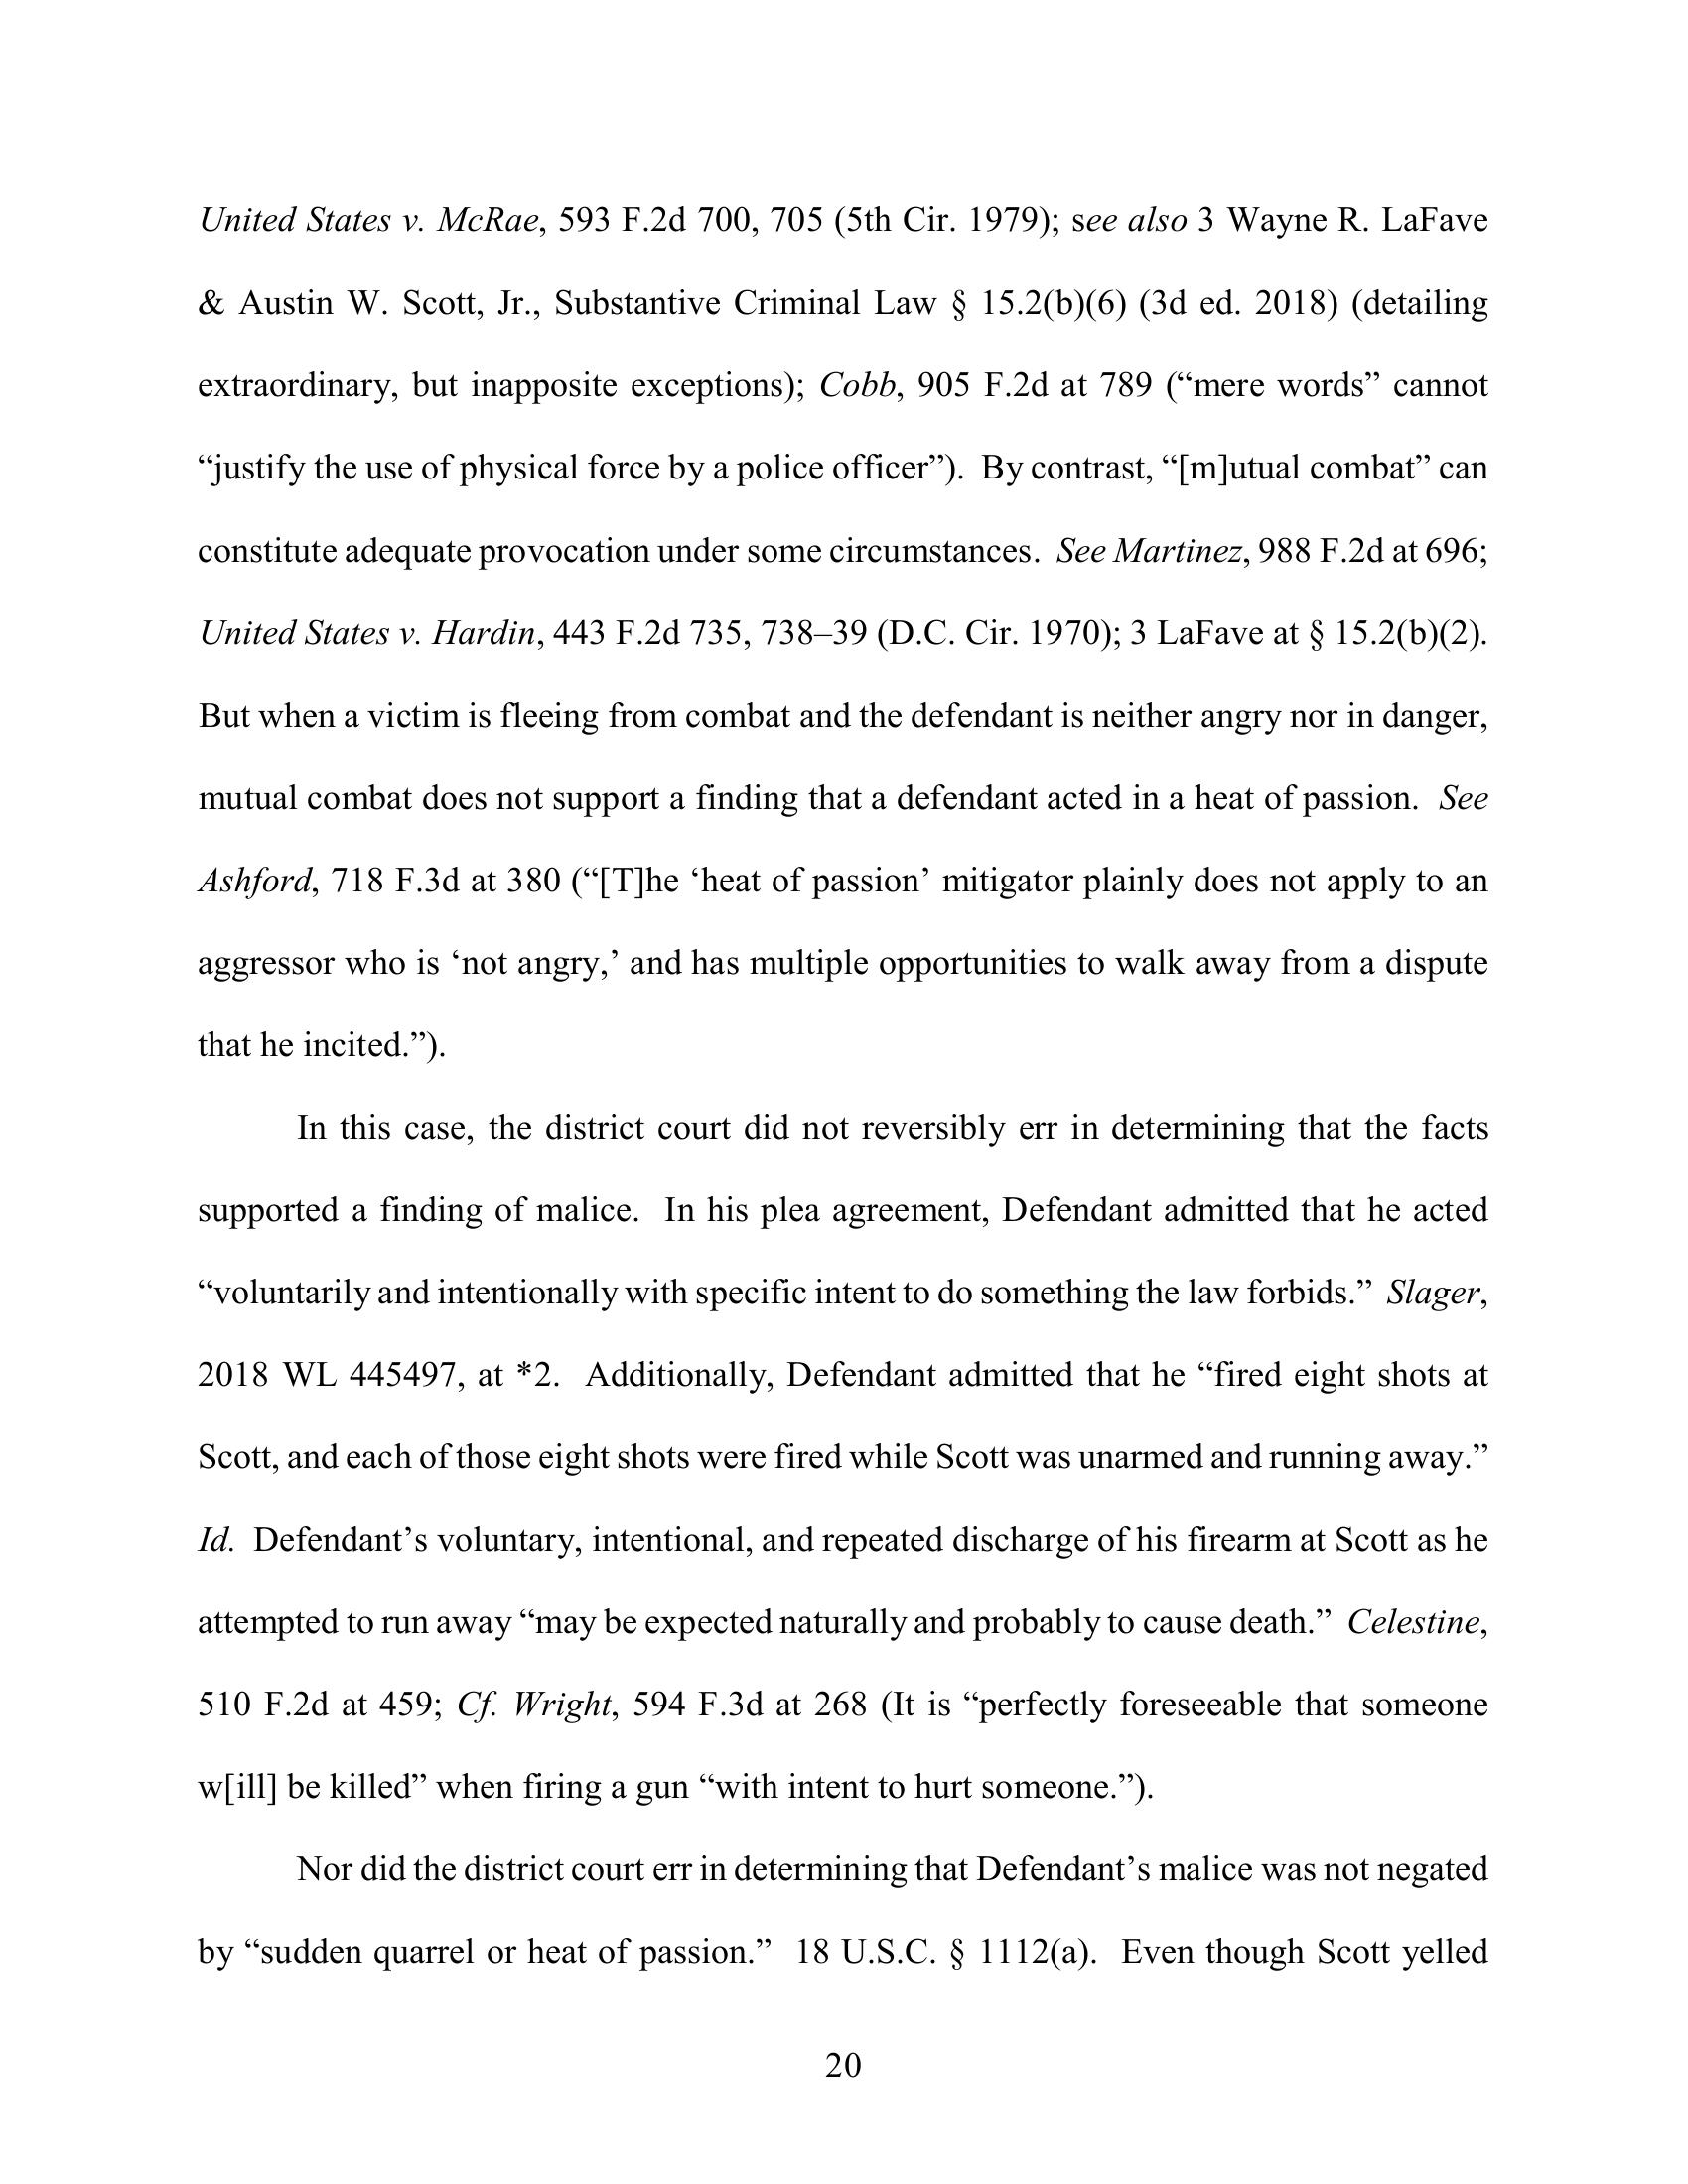 United States v. McRae, 593 F.2d 700, 705 (5th Cir. 1979); see also 3 Wayne R. LaFave
& Austin W. Scott, Jr., Substantive Criminal Law § 15.2(b)(6) (3d ed. 2018) (detailing
extraordinary, but inapposite exceptions); Cobb, 905 F.2d at 789 (“mere words” cannot
“justify the use of physical force by a police officer”).  By contrast, “[m]utual combat” can
constitute adequate provocation under some circumstances.  See Martinez, 988 F.2d at 696;
United States v. Hardin, 443 F.2d 735, 738–39 (D.C. Cir. 1970); 3 LaFave at § 15.2(b)(2).
But when a victim is fleeing from combat and the defendant is neither angry nor in danger,
mutual combat does not support a finding that a defendant acted in a heat of passion.  See
Ashford, 718 F.3d at 380 (“[T]he ‘heat of passion’ mitigator plainly does not apply to an
aggressor who is ‘not angry,’ and has multiple opportunities to walk away from a dispute
that he incited.”).
In this case, the district court did not reversibly err in determining that the facts
supported a finding of malice.  In his plea agreement, Defendant admitted that he acted
“voluntarily and intentionally with specific intent to do something the law forbids.”  Slager,
2018 WL 445497, at *2.  Additionally, Defendant admitted that he “fired eight shots at
Scott, and each of those eight shots were fired while Scott was unarmed and running away.”
Id.  Defendant’s voluntary, intentional, and repeated discharge of his firearm at Scott as he
attempted to run away “may be expected naturally and probably to cause death.”  Celestine,
510 F.2d at 459; Cf. Wright, 594 F.3d at 268 (It is “perfectly foreseeable that someone
w[ill] be killed” when firing a gun “with intent to hurt someone.”).
Nor did the district court err in determining that Defendant’s malice was not negated
by “sudden quarrel or heat of passion.”  18 U.S.C. § 1112(a).  Even though Scott yelled
20